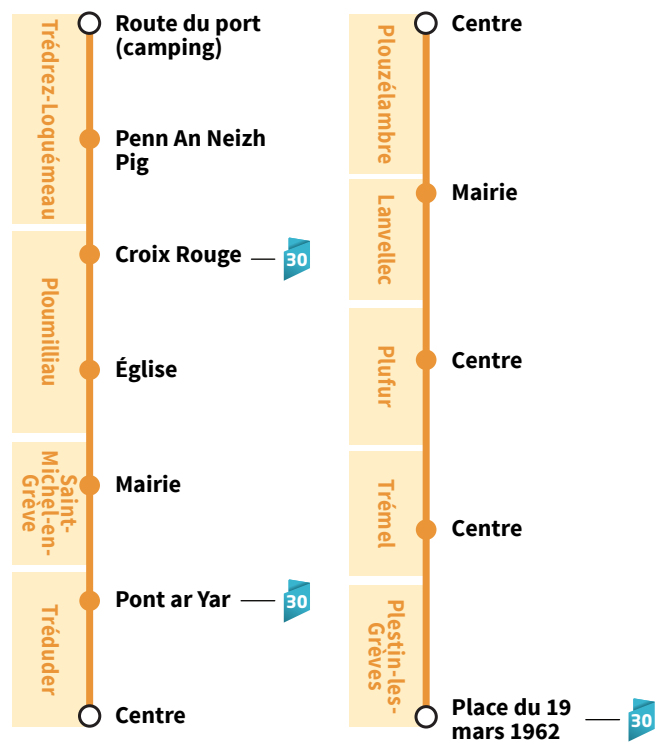 Trédrez-Loquémeau
Route du port
(camping)
Penn An Neizh
Pig
Ploumilliau
Croix Rouge
30
Église
Saint-
Michel-en-
Grève
Mairie
Tréduder
Pont ar Yar
30
Centre
Plouzélambre
Centre
Lanvellec
Mairie
Plufur
Centre
Trémel
Centre
Plestin-les-
Grèves
Place du 19
mars 1962
30